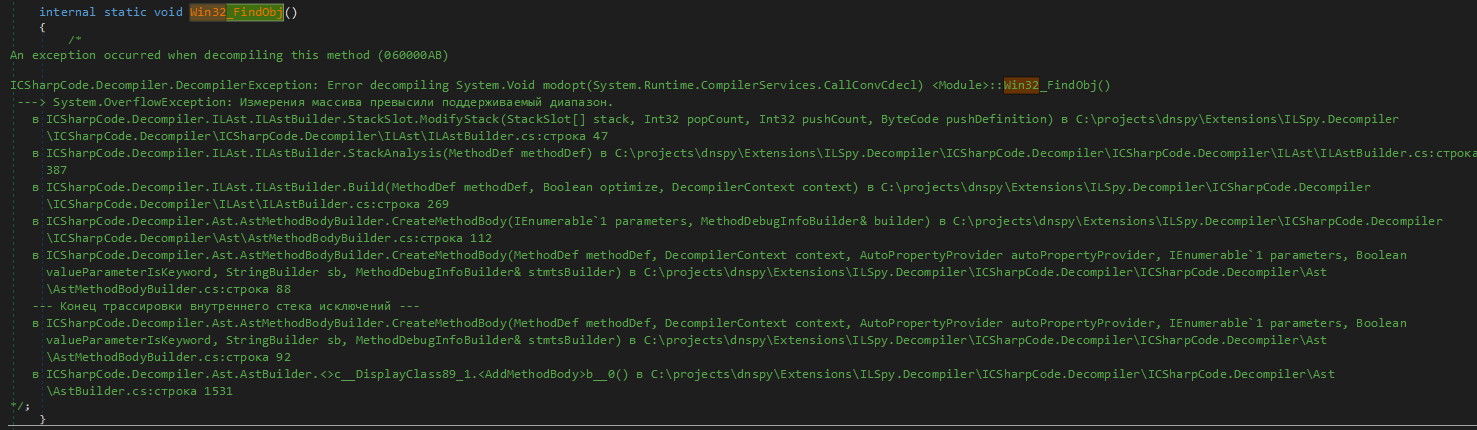 internal static void Win32_FindObj()
{
/*
An exception occurred when decompiling this method (060000AB)
ICSharpCode.Decompiler.DecompilerException: Error decompiling System.Void modopt(System.Runtime.CompilerServices.CallConvCdecl) <Module>::Win32_FindObj()
---> System.OverflowException: Измерения массива превысили поддерживаемый диапазон.
в ICSharpCode.Decompiler.ILAst.ILAstBuilder.StackSlot.ModifyStack(StackSlot[] stack, Int32 popCount, Int32 pushCount, ByteCode pushDefinition) в C:\projects\dnspy\Extensions\ILSpy.Decompiler
\ICSharpCode.Decompiler\ICSharpCode.Decompiler\ILAst\ILAstBuilder.cs:строка 47
в ICSharpCode.Decompiler.ILAst.ILAstBuilder.StackAnalysis(MethodDef methodDef) в C:\projects\dnspy\Extensions\ILSpy.Decompiler\ICSharpCode.Decompiler\ICSharpCode.Decompiler\ILAst\ILAstBuilder.cs:строка
387
в ICSharpCode.Decompiler.ILAst.ILAstBuilder.Build(MethodDef methodDef, Boolean optimize, DecompilerContext context) в C:\projects\dnspy\Extensions\ILSpy.Decompiler\ICSharpCode.Decompiler
\ICSharpCode.Decompiler\ILAst\ILAstBuilder.cs:строка 269
в ICSharpCode.Decompiler.Ast.AstMethodBodyBuilder.CreateMethodBody(IEnumerable`1 parameters, MethodDebugInfoBuilder& builder) в C:\projects\dnspy\Extensions\ILSpy.Decompiler\ICSharpCode.Decompiler
\ICSharpCode.Decompiler\Ast\AstMethodBodyBuilder.cs:строка 112
в ICSharpCode.Decompiler.Ast.AstMethodBodyBuilder.CreateMethodBody(MethodDef methodDef, DecompilerContext context, AutoPropertyProvider autoPropertyProvider, IEnumerable`1 parameters, Boolean
valueParameterIsKeyword, StringBuilder sb, MethodDebugInfoBuilder& stmtsBuilder) в C:\projects\dnspy\Extensions\ILSpy.Decompiler\ICSharpCode.Decompiler\ICSharpCode.Decompiler\Ast
\AstMethodBodyBuilder.cs:строка 88
--- Конец трассировки внутреннего стека исключений ---
в ICSharpCode.Decompiler.Ast.AstMethodBodyBuilder.CreateMethodBody(MethodDef methodDef, DecompilerContext context, AutoPropertyProvider autoPropertyProvider, IEnumerable`1 parameters, Boolean
valueParameterIsKeyword, StringBuilder sb, MethodDebugInfoBuilder& stmtsBuilder) в C:\projects\dnspy\Extensions\ILSpy.Decompiler\ICSharpCode.Decompiler\ICSharpCode.Decompiler\Ast
\AstMethodBodyBuilder.cs:строка 92
в ICSharpCode.Decompiler.Ast.AstBuilder.<>c__DisplayClass89_1.<AddMethodBody>b__0() в C:\projects\dnspy\Extensions\ILSpy.Decompiler\ICSharpCode.Decompiler\ICSharpCode.Decompiler\Ast
\AstBuilder.cs:строка 1531
*/;
}